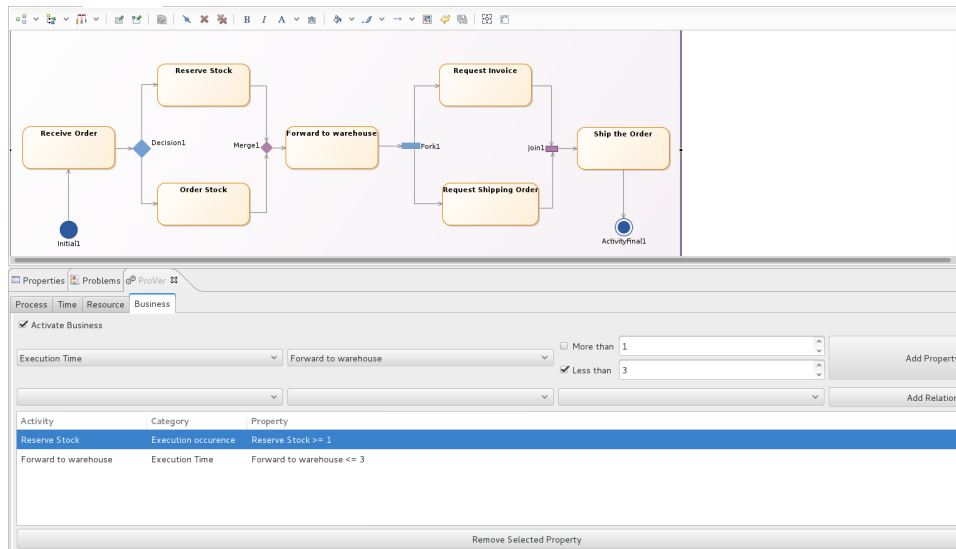 B I A
Reserve Stock
Request Invoice
Receive Order
Decision1
Merge1
Forward to warehouse
Fork1
Join1
Ship the Order
Order Stock
Request Shipping Order
Initial1
ActivityFinal1
Properties Problems ProVer
Process Time Resource Business
Activate Business
Execution Time Forward to warehouse
More than 1
Less than 3
Add Property
Add Relation
Activity Category Property
Reserve Stock Execution occurence Reserve Stock >= 1
Forward to warehouse Execution Time Forward to warehouse <= 3
Remove Selected Property